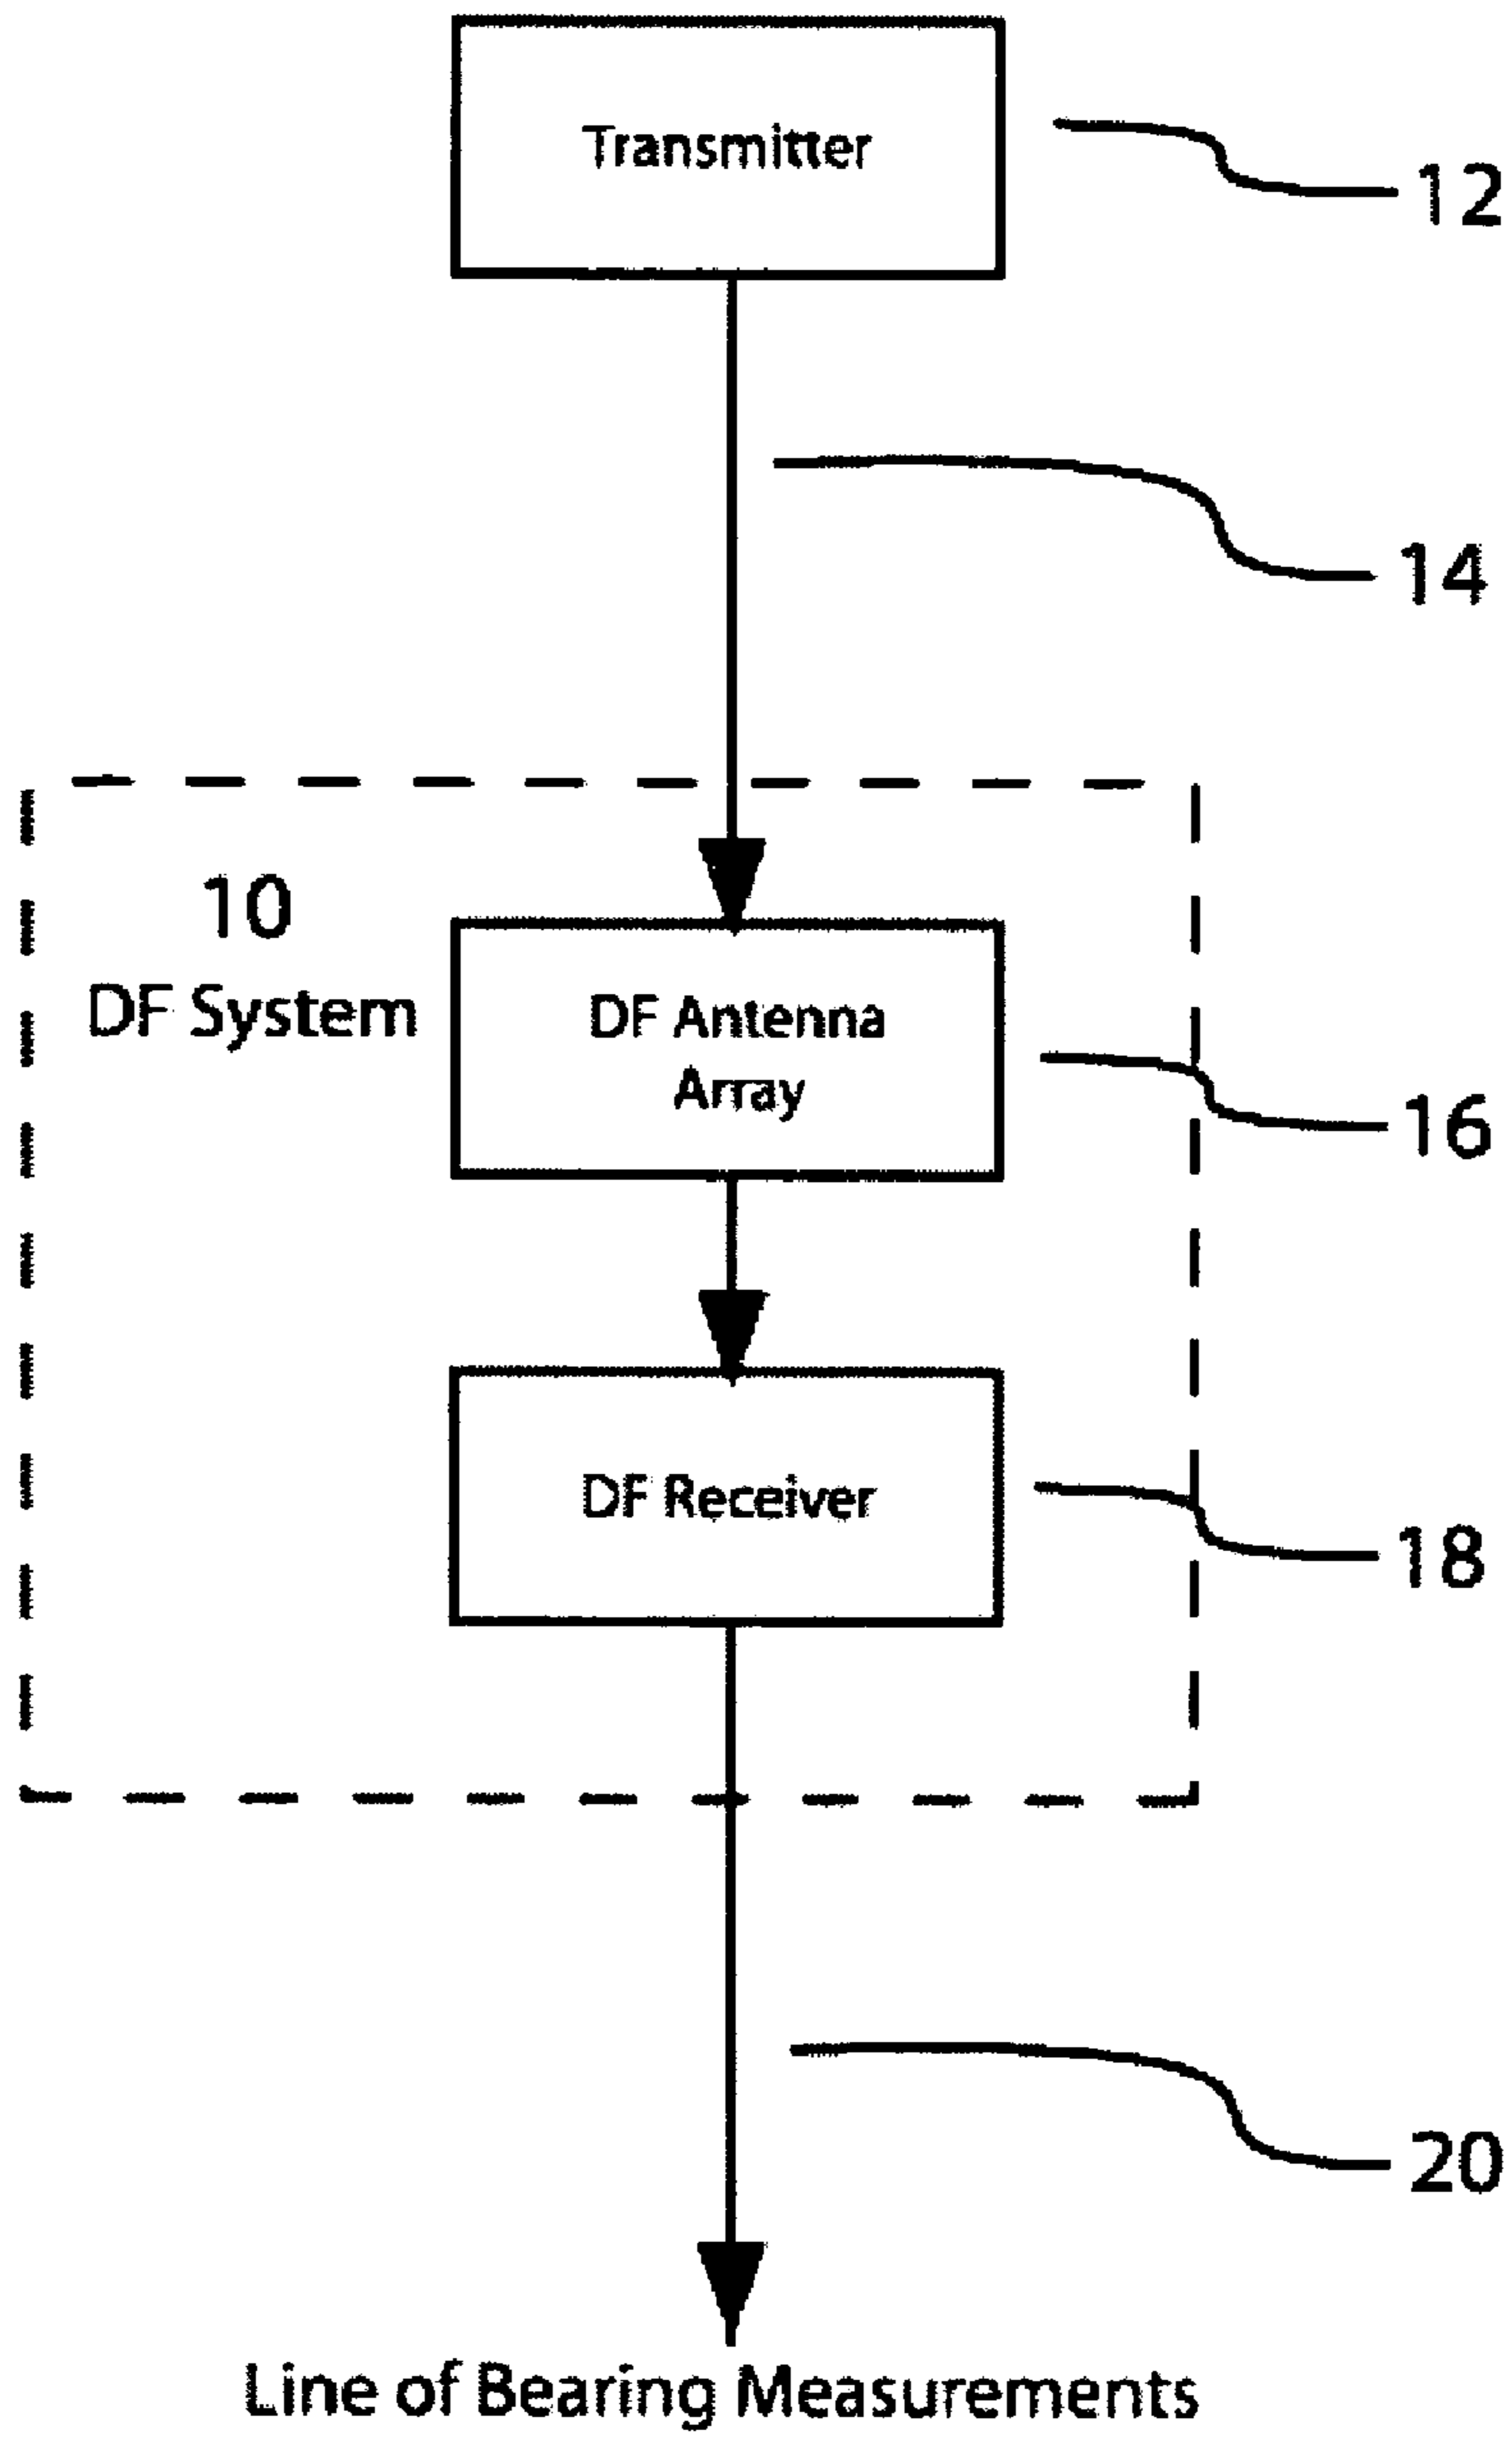 Transmitter
12
14
10
DF System
DF Antenna
Array
16
DF Receiver
18
20
Line of Bearing Measurements